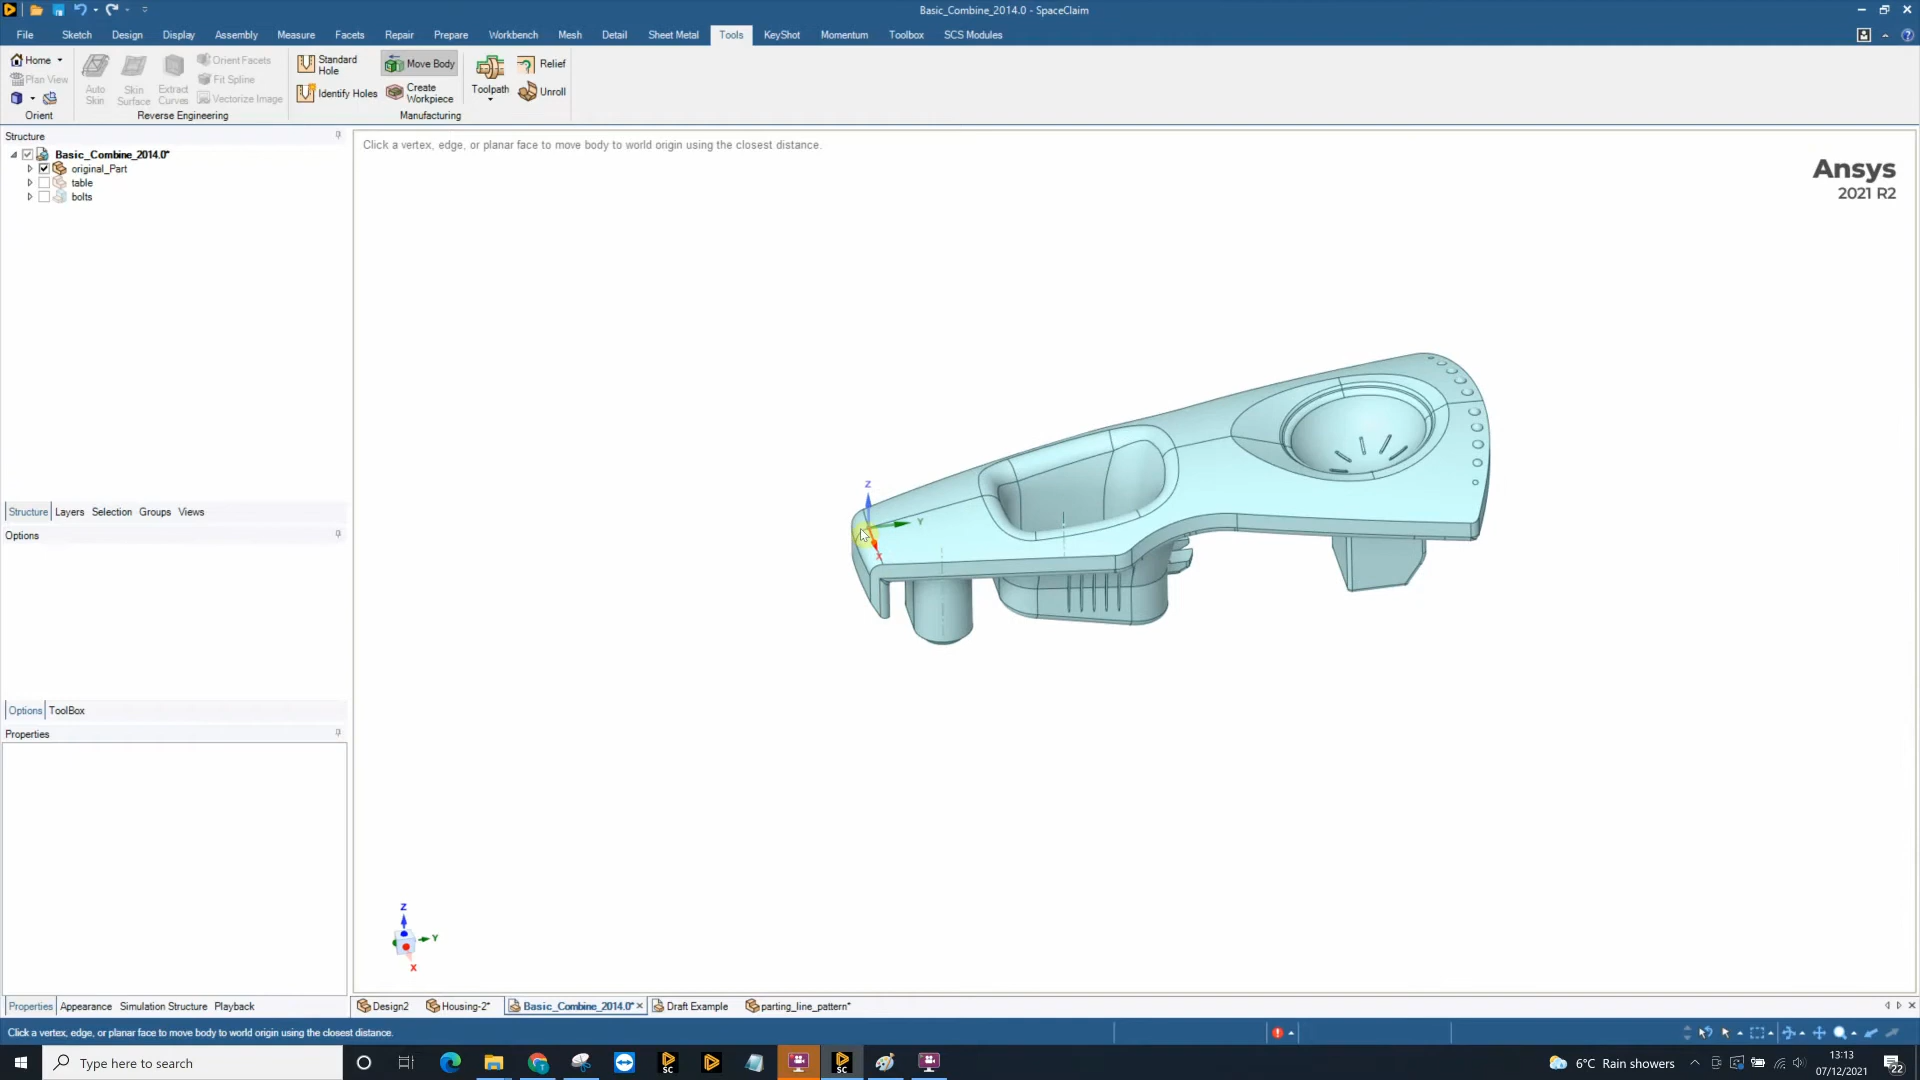 Basic_Combine_2014.0 - SpaceClaim
File Sketch Design Display Assembly Measure Facets Repair Prepare Workbench Mesh Detail Sheet Metal Tools KeyShot Momentum Toolbox SCS Modules
Home
Plan View
Orient
Auto Skin
Skin Surface
Extract Curves
Orient Facets
Fit Spline
Vectorize Image
Reverse Engineering
Standard Hole
Identify Holes
Move Body
Create Workpiece
Toolpath
Relief
Unroll
Manufacturing
Structure
Basic_Combine_2014.0*
original_Part
table
bolts
Structure Layers Selection Groups Views
Options
Options ToolBox
Properties
Properties Appearance Simulation Structure Playback
Click a vertex, edge, or planar face to move body to world origin using the closest distance.
Ansys
2021 R2
Z
Y
X
Z
Y
X
Design2 Housing-2* Basic_Combine_2014.0* Draft Example parting_line_pattern*
Click a vertex, edge, or planar face to move body to world origin using the closest distance.
Type here to search
SC
SC
6°C Rain showers
13:13
07/12/2021
22